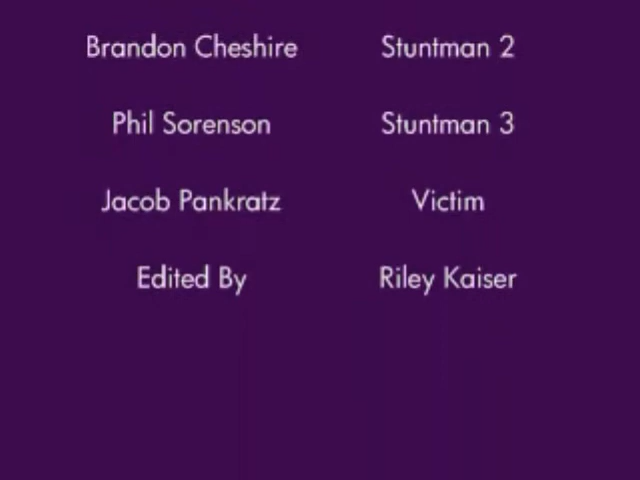 Brandon Cheshire Stuntman 2
Phil Sorenson Stuntman 3
Jacob Pankratz Victim
Edited By Riley Kaiser